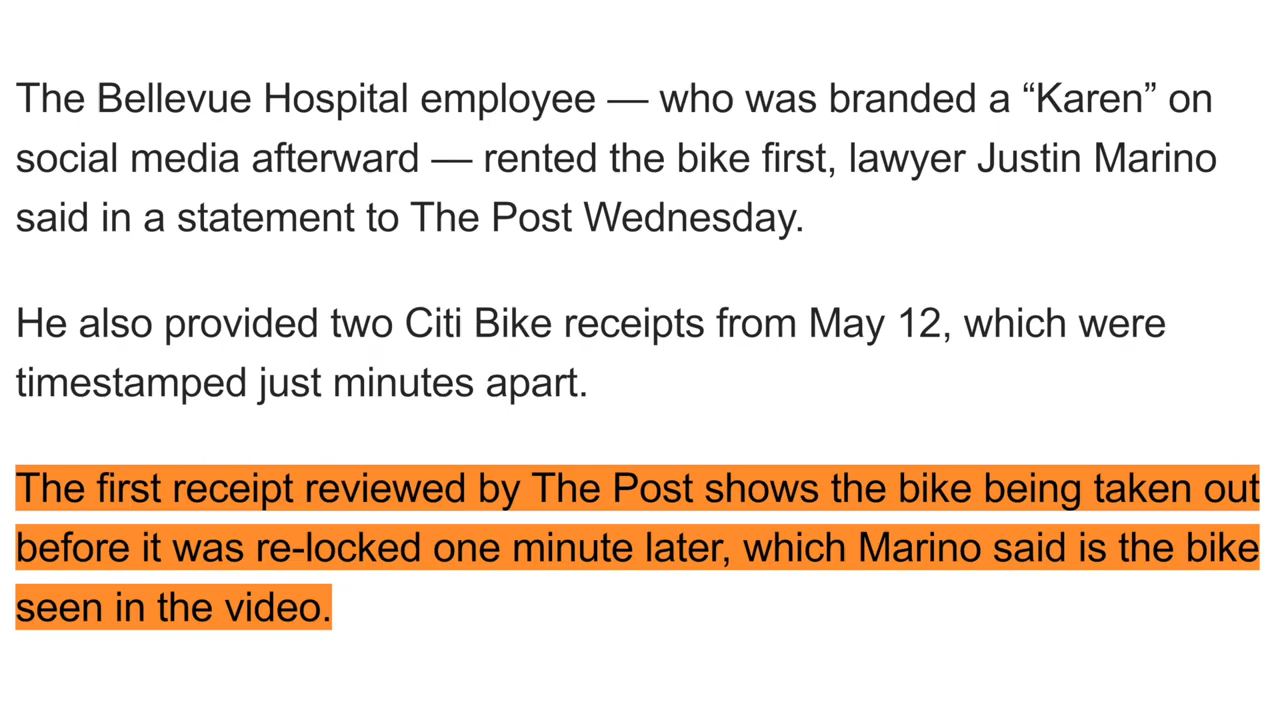 The Bellevue Hospital employee — who was branded a “Karen” on
social media afterward — rented the bike first, lawyer Justin Marino
said in a statement to The Post Wednesday.
He also provided two Citi Bike receipts from May 12, which were
timestamped just minutes apart.
The first receipt reviewed by The Post shows the bike being taken out
before it was re-locked one minute later, which Marino said is the bike
seen in the video.